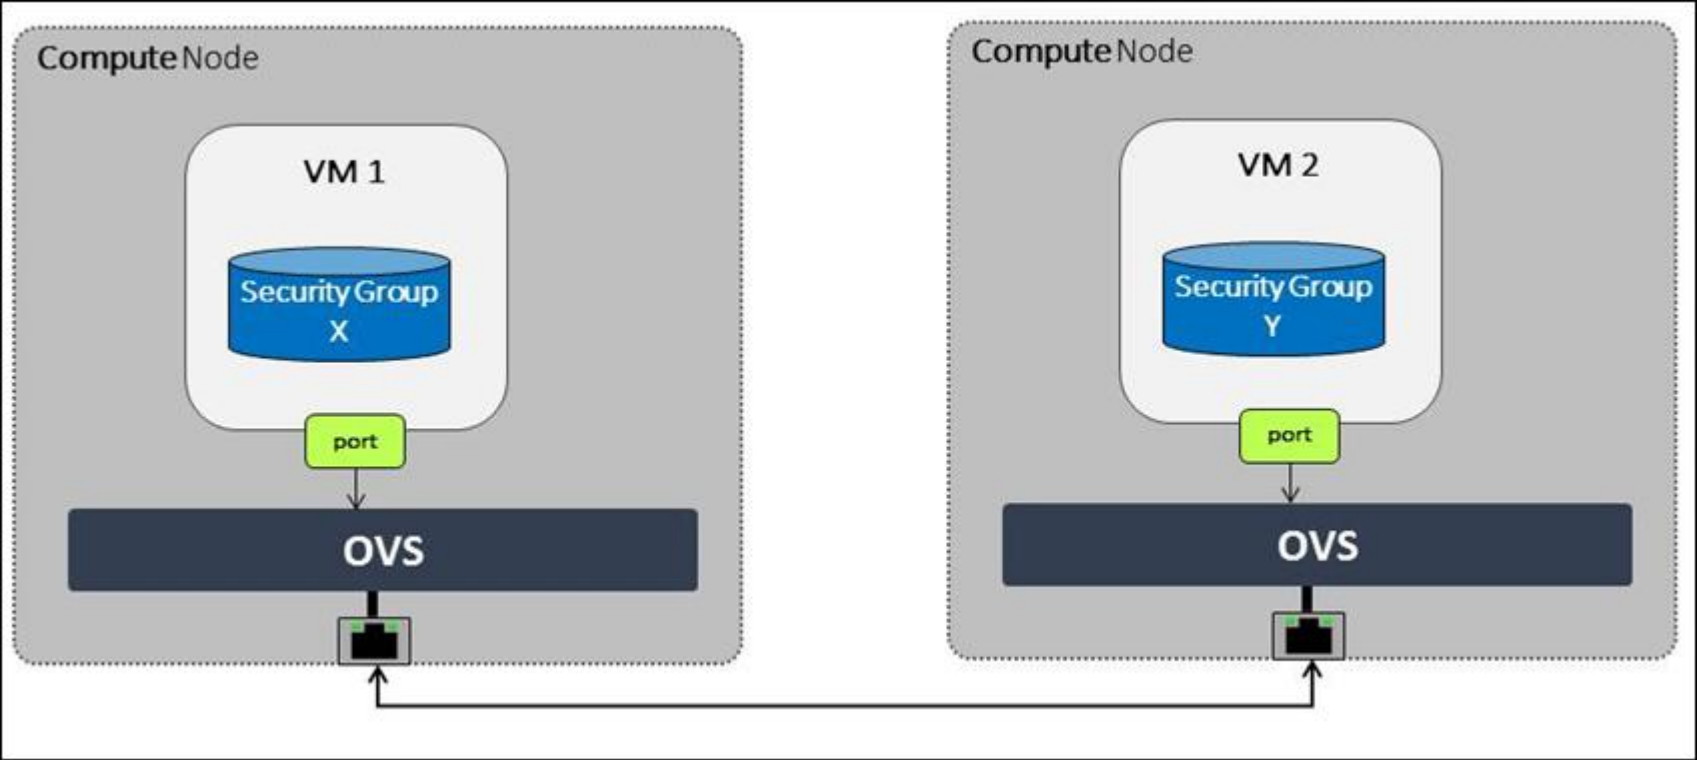 Compute Node
VM 1
Security Group
X
port
OVS
Compute Node
VM 2
Security Group
Y
port
OVS